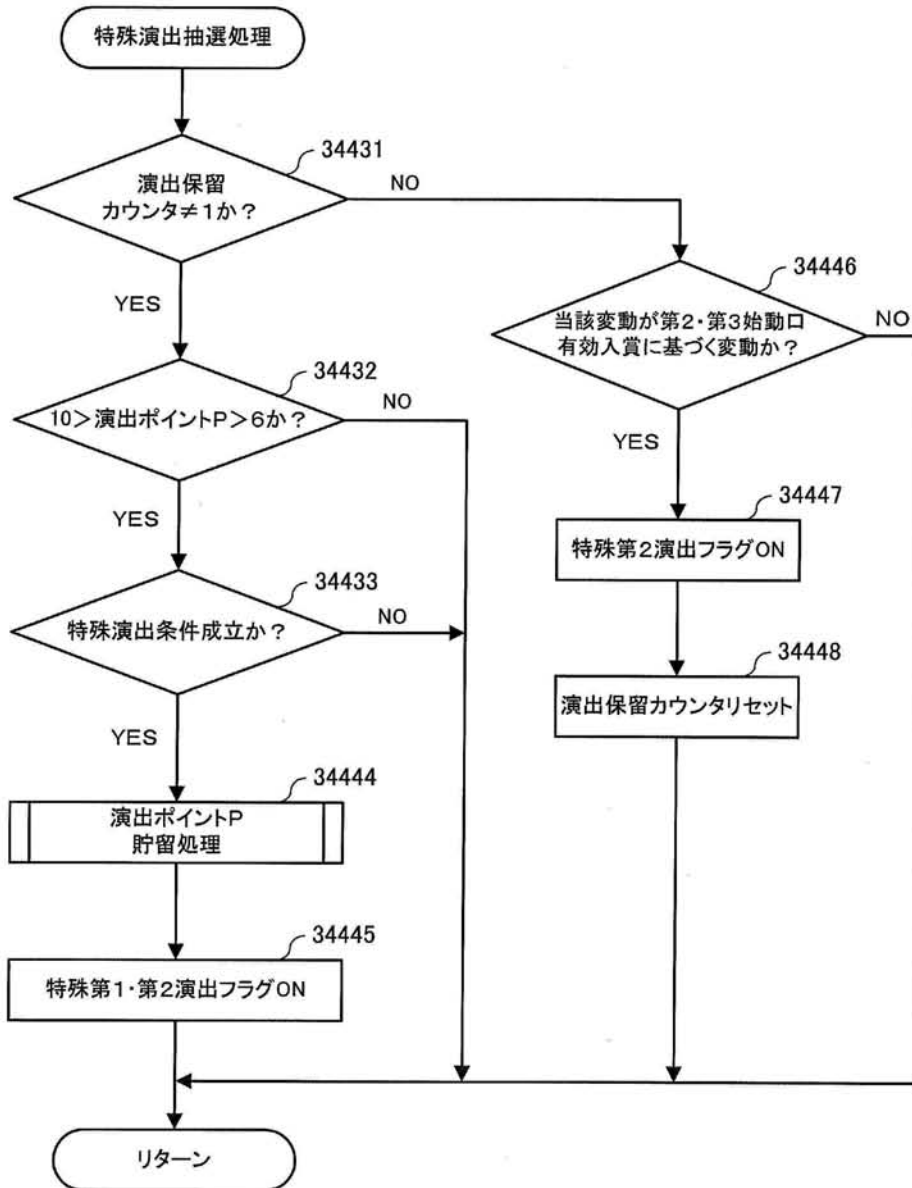 特殊演出抽選処理
34431
演出保留
カウンタ≠1か？
NO
YES
34446
当該変動が第2・第3始動口
有効入賞に基づく変動か？
NO
YES
34432
10＞演出ポイントP＞6か？
NO
YES
34447
特殊第2演出フラグON
34433
特殊演出条件成立か？
NO
YES
34448
演出保留カウンタリセット
34444
演出ポイントP
貯留処理
34445
特殊第1・第2演出フラグON
リターン